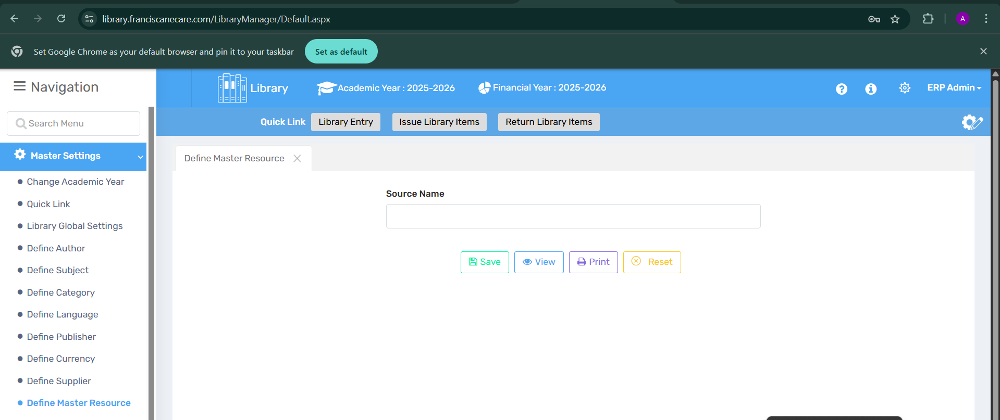 library.franciscanecare.com/LibraryManager/Default.aspx
A
Set Google Chrome as your default browser and pin it to your taskbar
Set as default
Navigation
Library
Academic Year : 2025-2026
Financial Year : 2025-2026
ERP Admin
Search Menu
Quick Link
Library Entry
Issue Library Items
Return Library Items
Master Settings
Change Academic Year
Quick Link
Library Global Settings
Define Author
Define Subject
Define Category
Define Language
Define Publisher
Define Currency
Define Supplier
Define Master Resource
Define Master Resource
Source Name
Save
View
Print
Reset